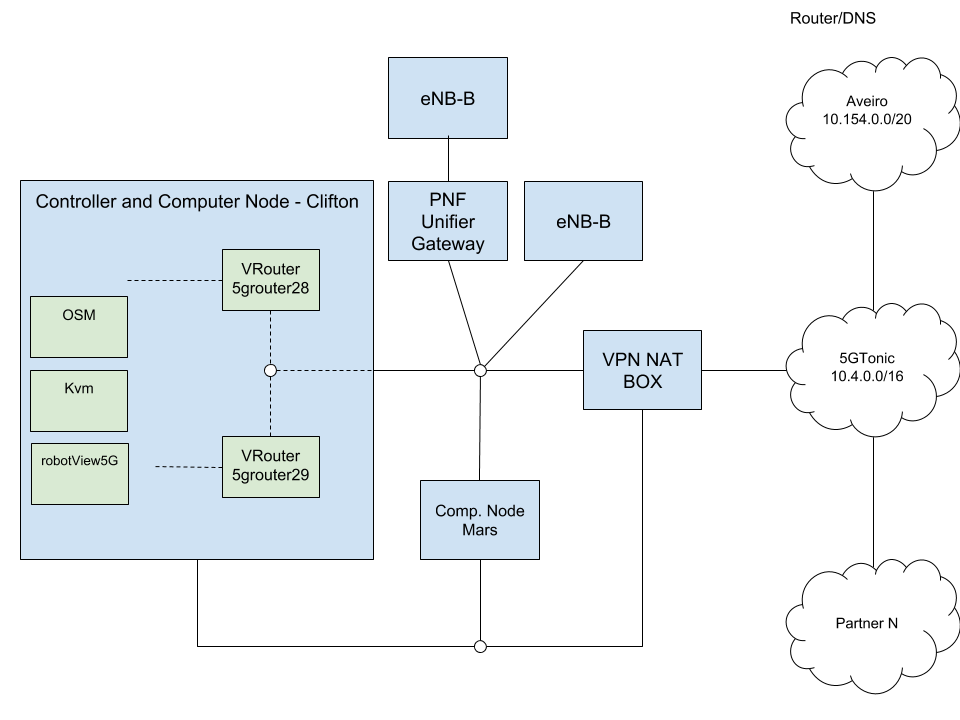 Router/DNS
eNB-B
Aveiro
10.154.0.0/20
Controller and Computer Node - Clifton
PNF
Unifier
Gateway
eNB-B
VRouter
5grouter28
OSM
VPN NAT
BOX
5GTonic
10.4.0.0/16
Kvm
robotView5G
VRouter
5grouter29
Comp. Node
Mars
Partner N